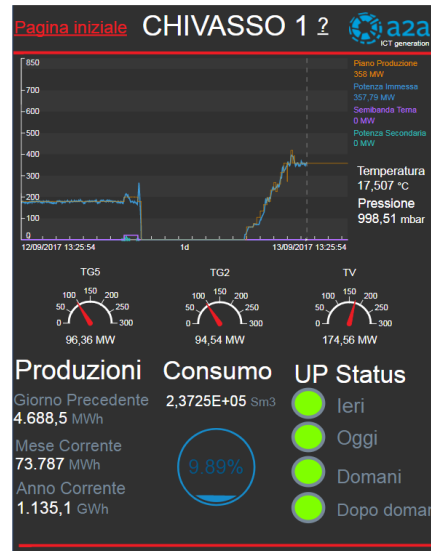 Pagina iniziale CHIVASSO 1 ? a2a
ICT generation
850
700
600
500
400
300
200
100
0
12/09/2017 13:25:54 1d 13/09/2017 13:25:54
Piano Produzione
358 MW
Potenza Immessa
357,79 MW
Semibanda Terna
0 MW
Potenza Secondaria
0 MW
Temperatura
17,507 °C
Pressione
998,51 mbar
TG5 TG2 TV
0 50 100 150 200 250 300
0 50 100 150 200 250 300
0 50 100 150 200 250 300
96,36 MW 94,54 MW 174,56 MW
Produzioni Consumo UP Status
Giorno Precedente
4.688,5 MWh
Mese Corrente
73.787 MWh
Anno Corrente
1.135,1 GWh
2,3725E+05 Sm3
9.89%
Ieri
Oggi
Domani
Dopo doman